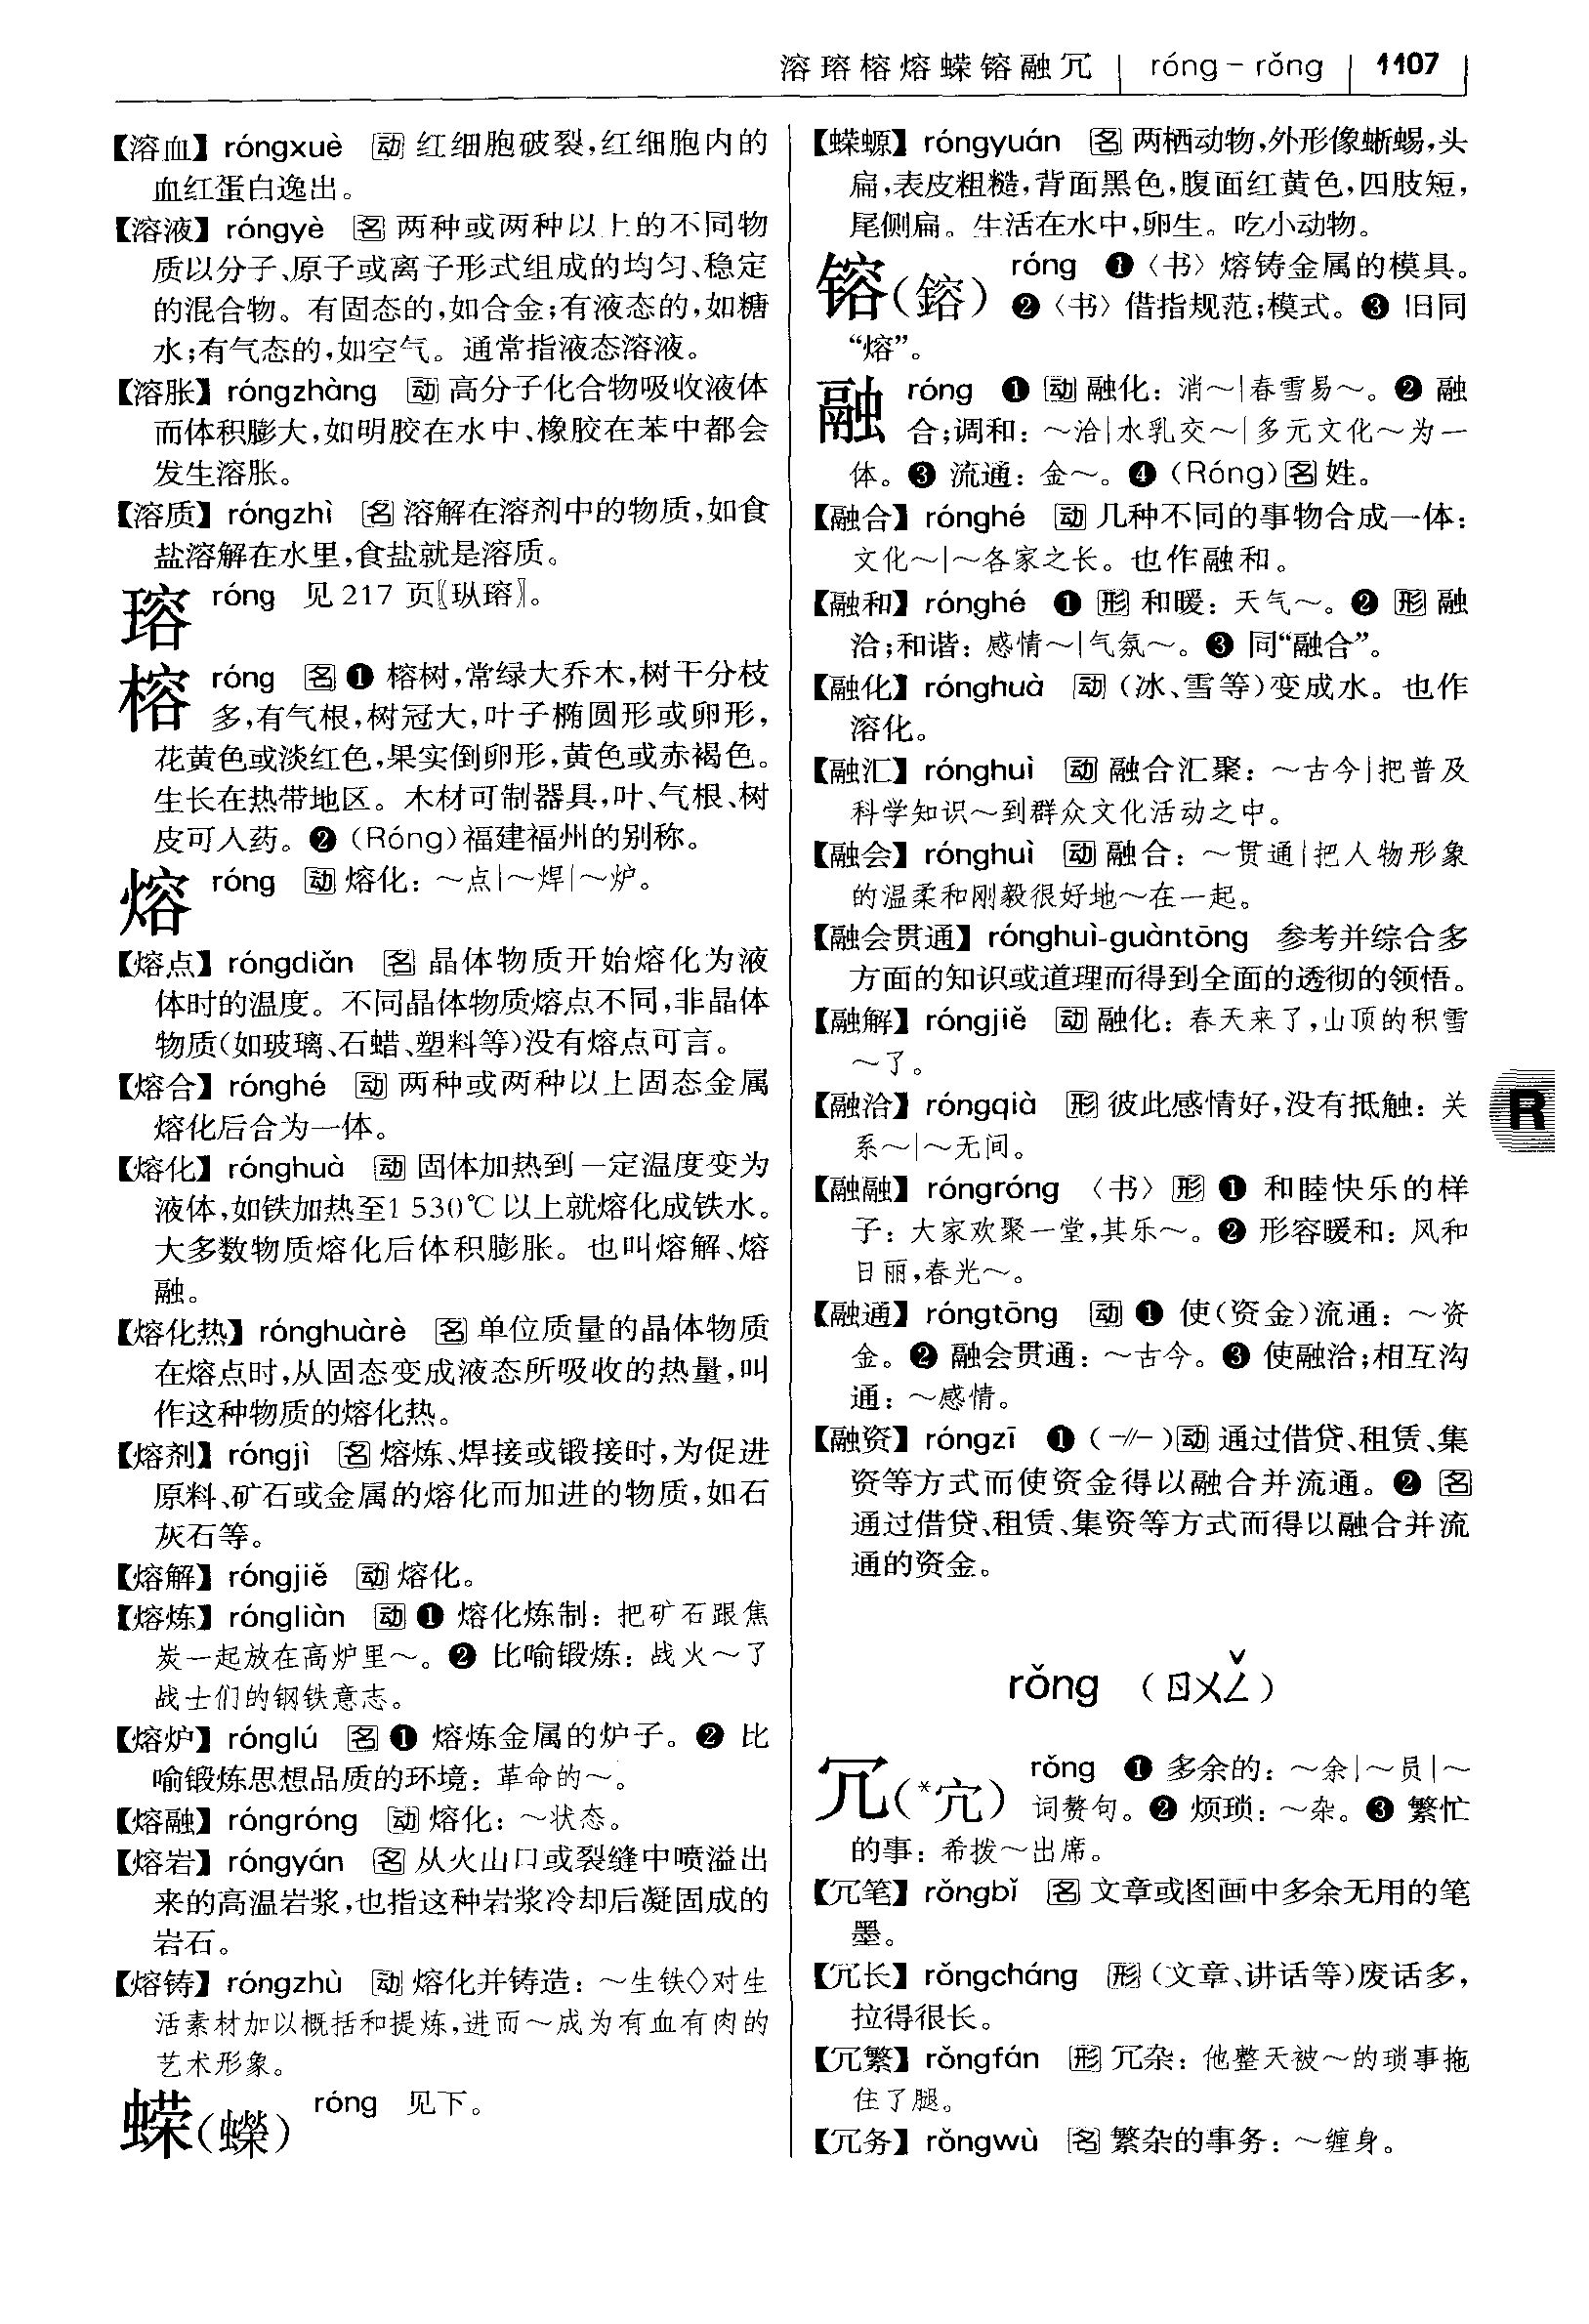 溶瑢榕熔蝾镕融冗 | róng－rǒng | 1107
【溶血】róngxuè 动 红细胞破裂，红细胞内的
血红蛋白逸出。
【溶液】róngyè 名 两种或两种以上的不同物
质以分子、原子或离子形式组成的均匀、稳定
的混合物。有固态的，如合金；有液态的，如糖
水；有气态的，如空气。通常指液态溶液。
【溶胀】róngzhàng 动 高分子化合物吸收液体
而体积膨大，如明胶在水中、橡胶在苯中都会
发生溶胀。
【溶质】róngzhì 名 溶解在溶剂中的物质，如食
盐溶解在水里，食盐就是溶质。
瑢 róng 见 217 页〖玐瑢〗。
榕 róng 名 ❶ 榕树，常绿大乔木，树干分枝
多，有气根，树冠大，叶子椭圆形或卵形，
花黄色或淡红色，果实倒卵形，黄色或赤褐色。
生长在热带地区。木材可制器具，叶、气根、树
皮可入药。❷（Róng）福建福州的别称。
熔 róng 动 熔化：～点|～焊|～炉。
【熔点】róngdiǎn 名 晶体物质开始熔化为液
体时的温度。不同晶体物质熔点不同，非晶体
物质（如玻璃、石蜡、塑料等）没有熔点可言。
【熔合】rónghé 动 两种或两种以上固态金属
熔化后合为一体。
【熔化】rónghuà 动 固体加热到一定温度变为
液体，如铁加热至1 530℃以上就熔化成铁水。
大多数物质熔化后体积膨胀。也叫熔解、熔
融。
【熔化热】rónghuàrè 名 单位质量的晶体物质
在熔点时，从固态变成液态所吸收的热量，叫
作这种物质的熔化热。
【熔剂】róngjì 名 熔炼、焊接或锻接时，为促进
原料、矿石或金属的熔化而加进的物质，如石
灰石等。
【熔解】róngjiě 动 熔化。
【熔炼】róngliàn 动 ❶ 熔化炼制：把矿石跟焦
炭一起放在高炉里～。❷ 比喻锻炼：战火～了
战士们的钢铁意志。
【熔炉】rónglú 名 ❶ 熔炼金属的炉子。❷ 比
喻锻炼思想品质的环境：革命的～。
【熔融】róngróng 动 熔化：～状态。
【熔岩】róngyán 名 从火山口或裂缝中喷溢出
来的高温岩浆，也指这种岩浆冷却后凝固成的
岩石。
【熔铸】róngzhù 动 熔化并铸造：～生铁◇对生
活素材加以概括和提炼，进而～成为有血有肉的
艺术形象。
蝾（蠑） róng 见下。
【蝾螈】róngyuán 名 两栖动物，外形像蜥蜴，头
扁，表皮粗糙，背面黑色，腹面红黄色，四肢短，
尾侧扁。生活在水中，卵生。吃小动物。
镕（鎔） róng ❶〈书〉熔铸金属的模具。
❷〈书〉借指规范；模式。❸ 旧同
“熔”。
融 róng ❶ 动 融化：消～|春雪易～。❷ 融
合；调和：～洽|水乳交～|多元文化～为一
体。❸ 流通：金～。❹（Róng）名 姓。
【融合】rónghé 动 几种不同的事物合成一体：
文化～|～各家之长。也作融和。
【融和】rónghé ❶ 形 和暖：天气～。❷ 形 融
洽；和谐：感情～|气氛～。❸ 同“融合”。
【融化】rónghuà 动（冰、雪等）变成水。也作
溶化。
【融汇】rónghuì 动 融合汇聚：～古今|把普及
科学知识～到群众文化活动之中。
【融会】rónghuì 动 融合：～贯通|把人物形象
的温柔和刚毅很好地～在一起。
【融会贯通】rónghuì-guàntōng 参考并综合多
方面的知识或道理而得到全面的透彻的领悟。
【融解】róngjiě 动 融化：春天来了，山顶的积雪
～了。
【融洽】róngqià 形 彼此感情好，没有抵触：关
系～|～无间。
【融融】róngróng〈书〉形 ❶ 和睦快乐的样
子：大家欢聚一堂，其乐～。❷ 形容暖和：风和
日丽，春光～。
【融通】róngtōng 动 ❶ 使（资金）流通：～资
金。❷ 融会贯通：～古今。❸ 使融洽；相互沟
通：～感情。
【融资】róngzī ❶（-//-）动 通过借贷、租赁、集
资等方式而使资金得以融合并流通。❷ 名
通过借贷、租赁、集资等方式而得以融合并流
通的资金。
R
rǒng （ㄖㄨㄥˇ）
冗（*宂） rǒng ❶ 多余的：～余|～员|～
词赘句。❷ 烦琐：～杂。❸ 繁忙
的事：希拨～出席。
【冗笔】rǒngbǐ 名 文章或图画中多余无用的笔
墨。
【冗长】rǒngcháng 形（文章、讲话等）废话多，
拉得很长。
【冗繁】rǒngfán 形 冗杂：他整天被～的琐事拖
住了腿。
【冗务】rǒngwù 名 繁杂的事务：～缠身。